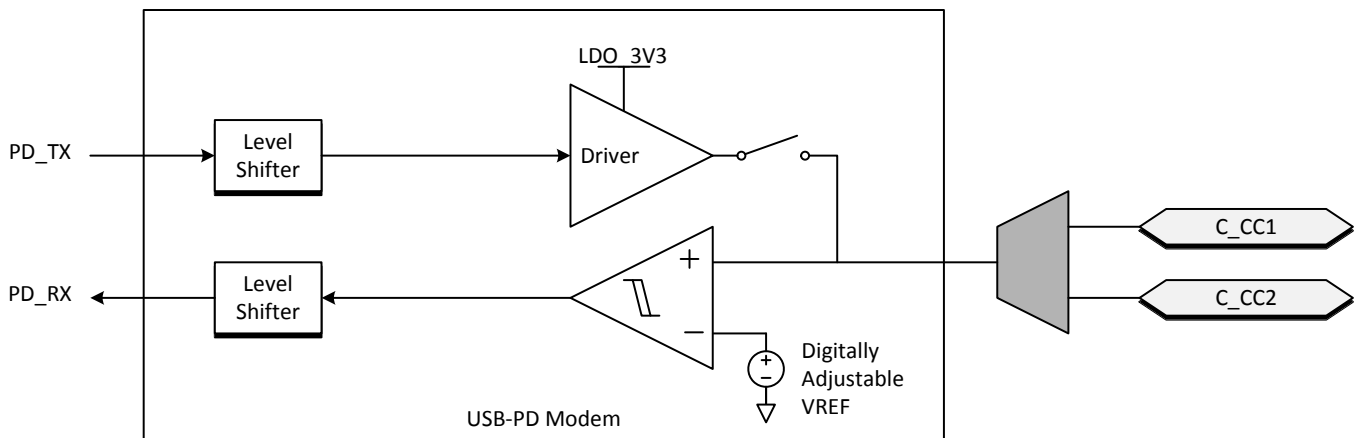 LDO_3V3
PD_TX
Level
Shifter
Driver
C_CC1
PD_RX
Level
Shifter
C_CC2
Digitally
Adjustable
VREF
USB-PD Modem